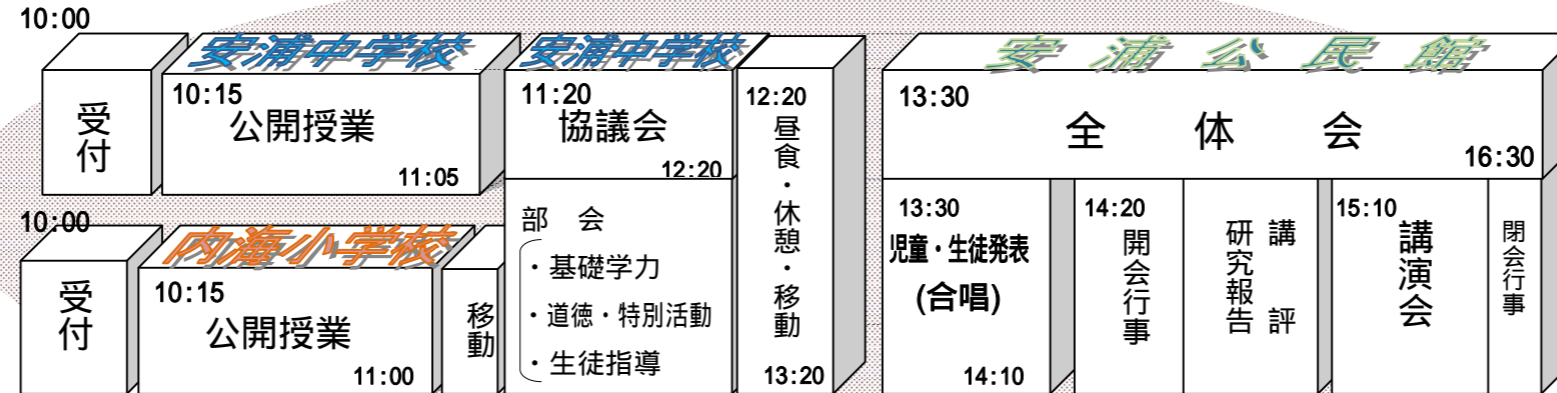 10:00
安浦中学校
受付
10:15
公開授業
11:05
安浦中学校
11:20
協議会
12:20
部 会
・基礎学力
・道徳・特別活動
・生徒指導
10:00
内海小学校
受付
10:15
公開授業
11:00
移動
12:20
昼食・休憩・移動
13:20
安浦公民館
13:30
全 体 会
16:30
13:30
児童・生徒発表
(合唱)
14:10
14:20
開会行事
講 評
研究報告
15:10
講演会
閉会行事